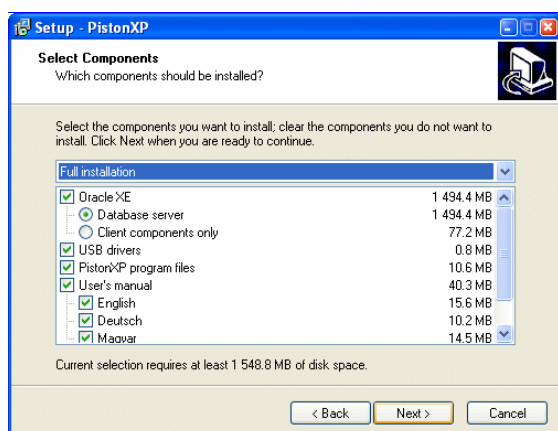 Setup - PistonXP
Select Components
Which components should be installed?
Select the components you want to install; clear the components you do not want to
install. Click Next when you are ready to continue.
Full installation
Oracle XE 1 494.4 MB
Database server 1 494.4 MB
Client components only 77.2 MB
USB drivers 0.8 MB
PistonXP program files 10.6 MB
User's manual 40.3 MB
English 15.6 MB
Deutsch 10.2 MB
Magyar 14.5 MB
Current selection requires at least 1 548.8 MB of disk space.
< Back Next > Cancel